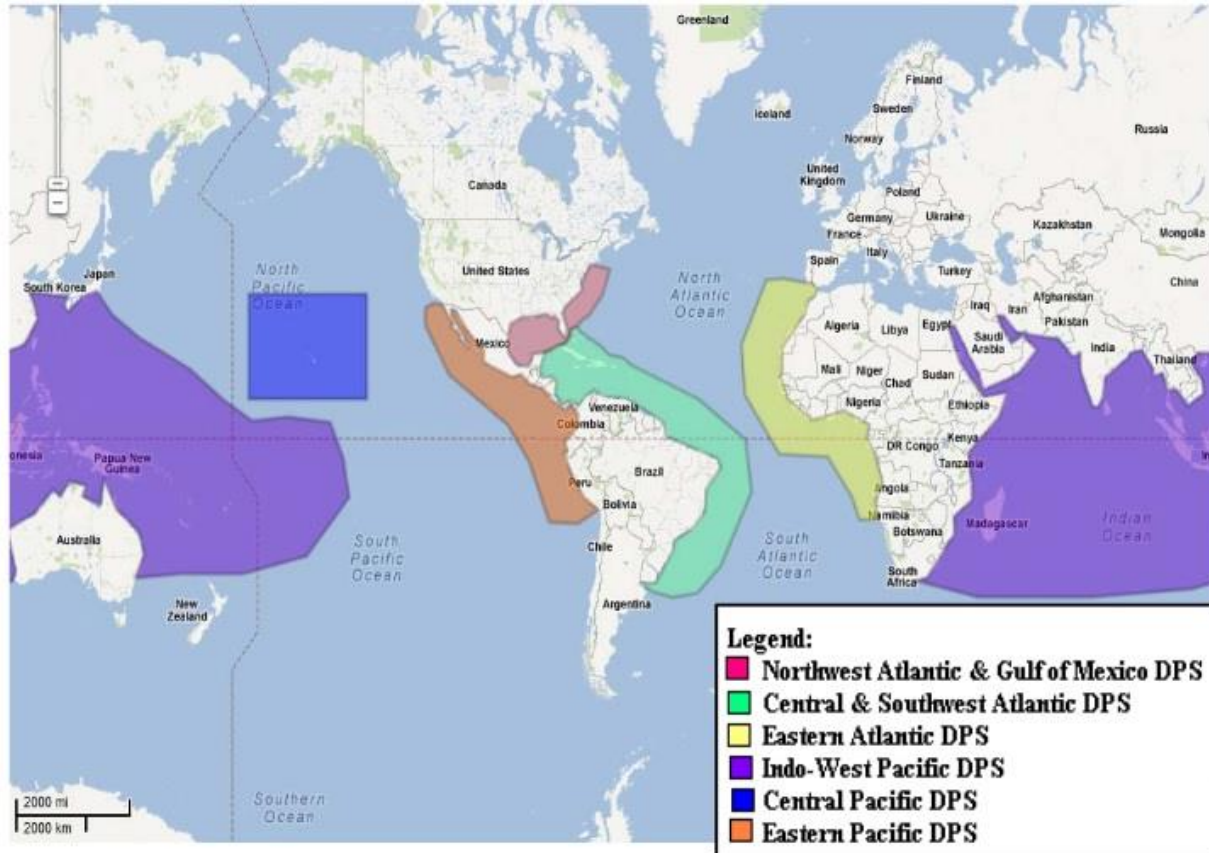 Greenland
Iceland
Finland
Sweden
Norway
Russia
United
Kingdom
Canada
Poland
Germany
Ukraine
France
Kazakhstan
Mongolia
Italy
Spain
Turkey
China
Japan
South Korea
North
Pacific
Ocean
United States
North
Atlantic
Ocean
Iraq
Iran
Afghanistan
Pakistan
Algeria
Libya
Egypt
Saudi
Arabia
India
Mexico
Mali
Niger
Chad
Sudan
Thailand
Nigeria
Ethiopia
Venezuela
Colombia
DR Congo
Kenya
Tanzania
onesia
Papua New
Guinea
Brazil
Peru
Angola
Bolivia
Namibia
Botswana
Madagascar
Indian
Ocean
Australia
South
Pacific
Ocean
Chile
South
Atlantic
Ocean
South
Africa
New
Zealand
Argentina
Southern
Ocean
2000 mi
2000 km
Legend:
Northwest Atlantic & Gulf of Mexico DPS
Central & Southwest Atlantic DPS
Eastern Atlantic DPS
Indo-West Pacific DPS
Central Pacific DPS
Eastern Pacific DPS